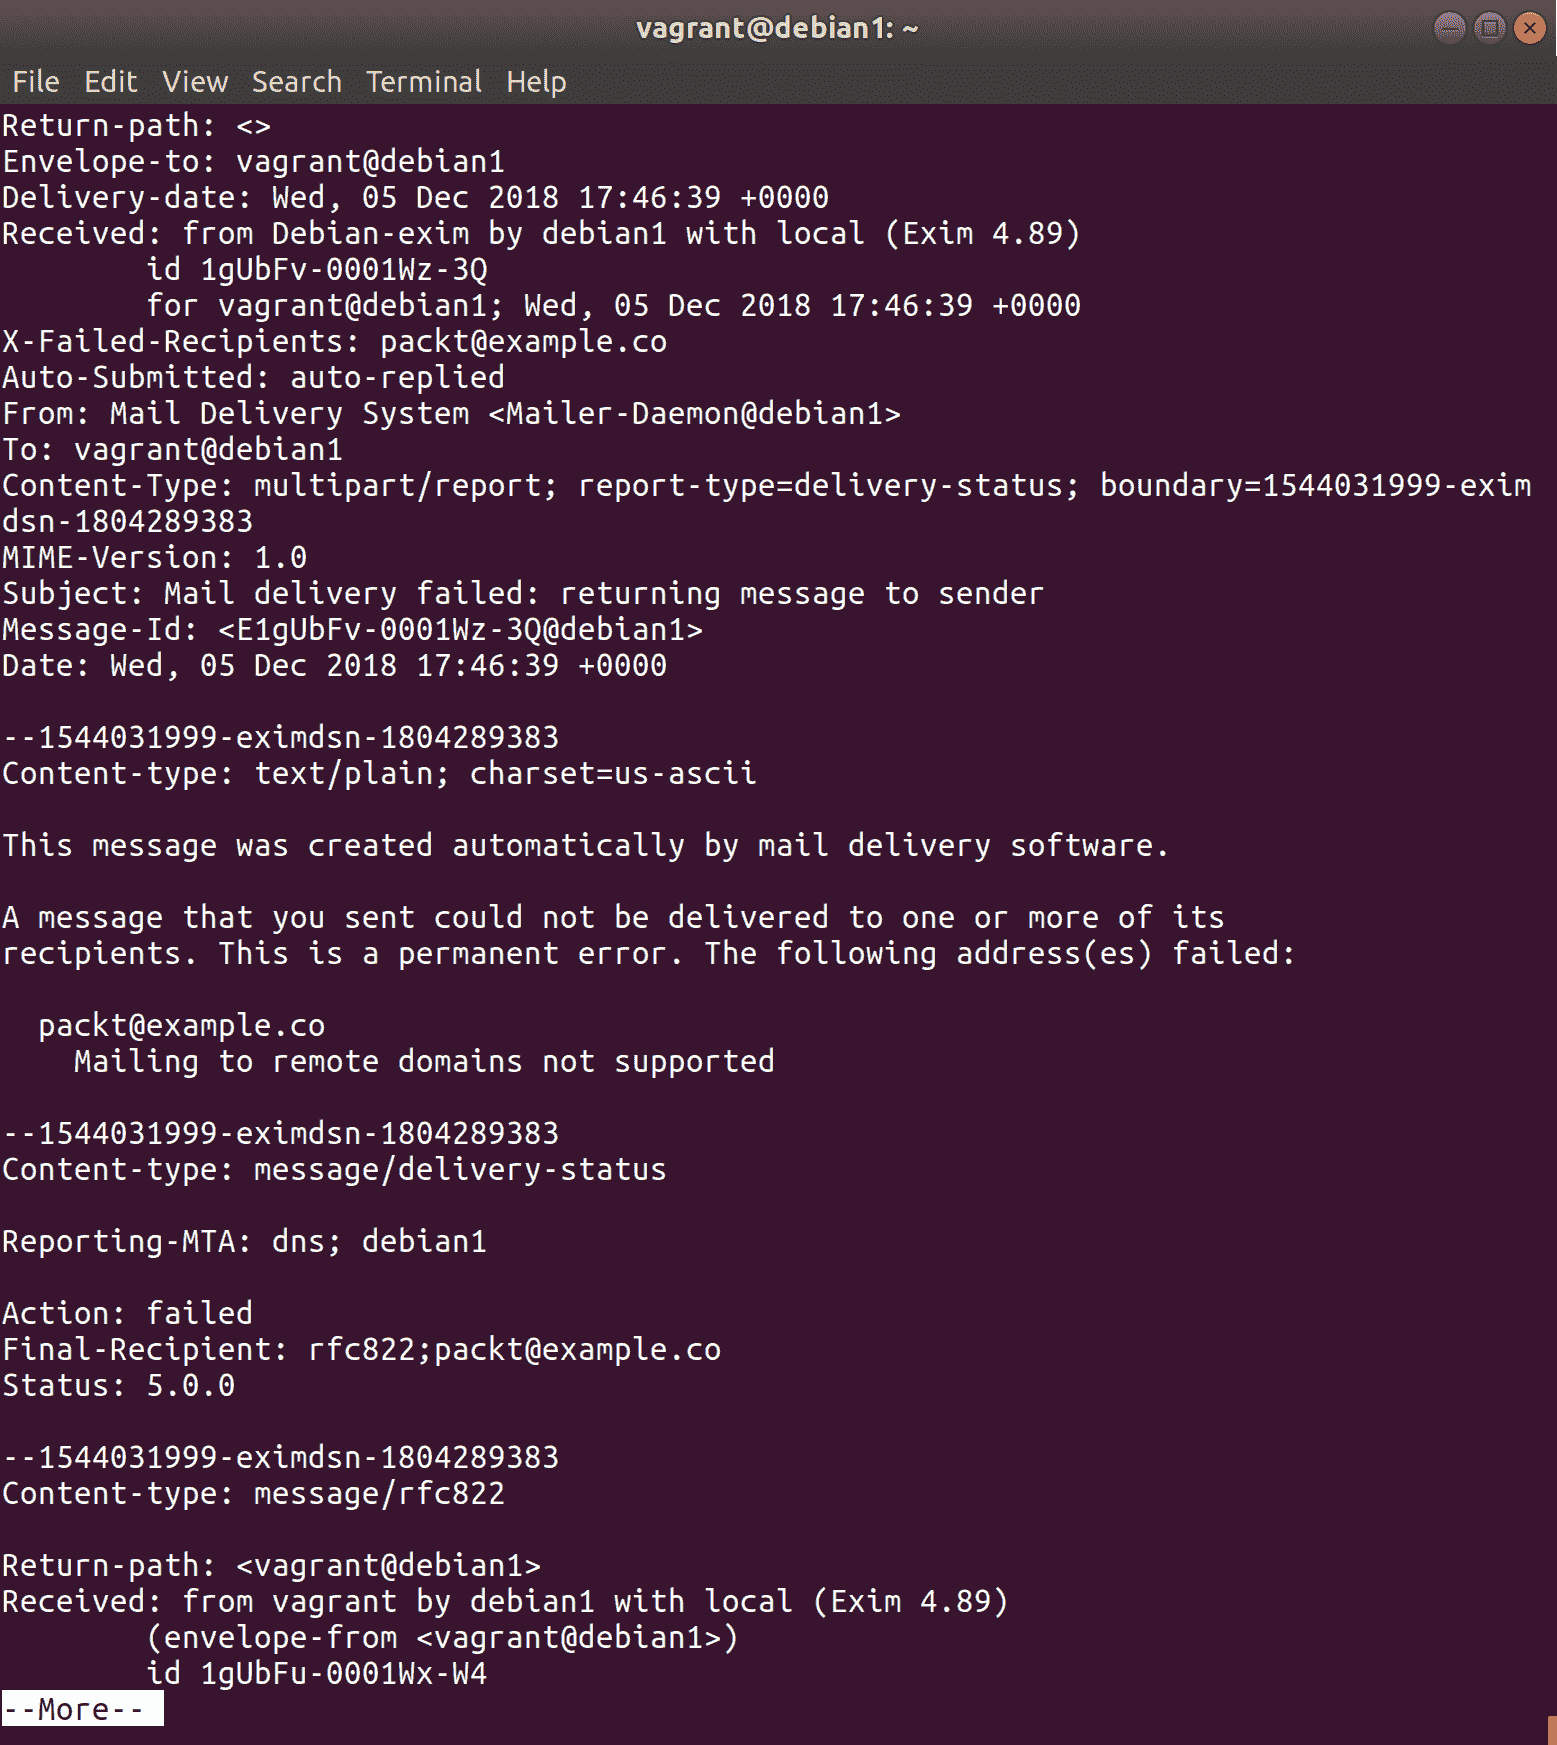 vagrant@debian1: ~
File Edit View Search Terminal Help
Return-path: <>
Envelope-to: vagrant@debian1
Delivery-date: Wed, 05 Dec 2018 17:46:39 +0000
Received: from Debian-exim by debian1 with local (Exim 4.89)
        id 1gUbFv-0001Wz-3Q
        for vagrant@debian1; Wed, 05 Dec 2018 17:46:39 +0000
X-Failed-Recipients: packt@example.co
Auto-Submitted: auto-replied
From: Mail Delivery System <Mailer-Daemon@debian1>
To: vagrant@debian1
Content-Type: multipart/report; report-type=delivery-status; boundary=1544031999-exim
dsn-1804289383
MIME-Version: 1.0
Subject: Mail delivery failed: returning message to sender
Message-Id: <E1gUbFv-0001Wz-3Q@debian1>
Date: Wed, 05 Dec 2018 17:46:39 +0000

--1544031999-eximdsn-1804289383
Content-type: text/plain; charset=us-ascii

This message was created automatically by mail delivery software.

A message that you sent could not be delivered to one or more of its
recipients. This is a permanent error. The following address(es) failed:

  packt@example.co
    Mailing to remote domains not supported

--1544031999-eximdsn-1804289383
Content-type: message/delivery-status

Reporting-MTA: dns; debian1

Action: failed
Final-Recipient: rfc822;packt@example.co
Status: 5.0.0

--1544031999-eximdsn-1804289383
Content-type: message/rfc822

Return-path: <vagrant@debian1>
Received: from vagrant by debian1 with local (Exim 4.89)
        (envelope-from <vagrant@debian1>)
        id 1gUbFu-0001Wx-W4
--More--